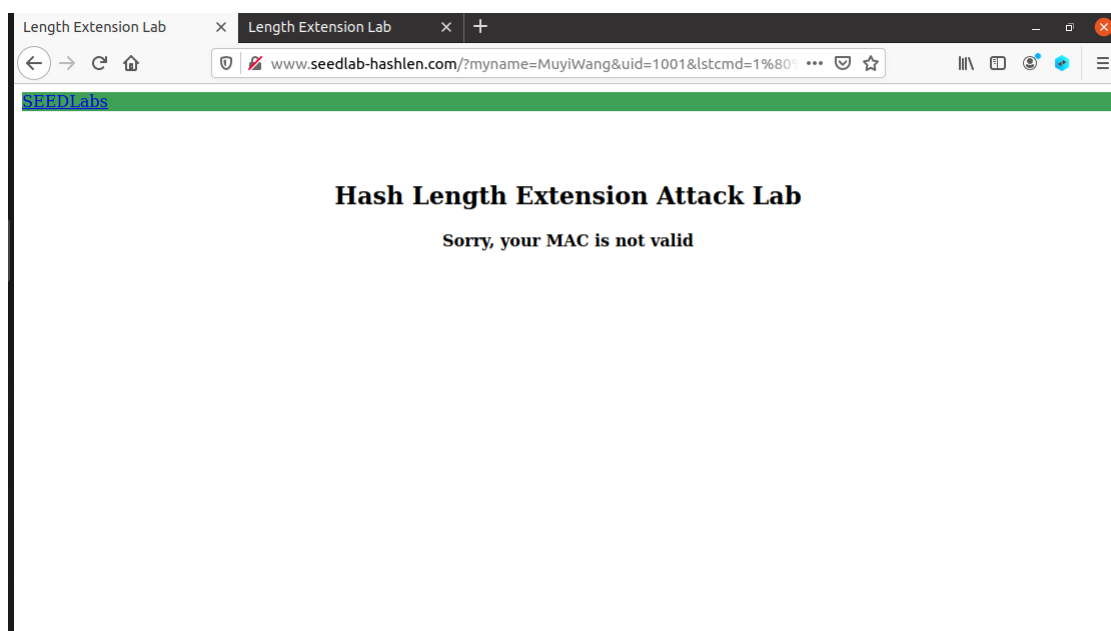 Length Extension Lab
Length Extension Lab
www.seedlab-hashlen.com/?myname=MuyiWang&uid=1001&lstcmd=1%80
SEEDLabs
Hash Length Extension Attack Lab
Sorry, your MAC is not valid